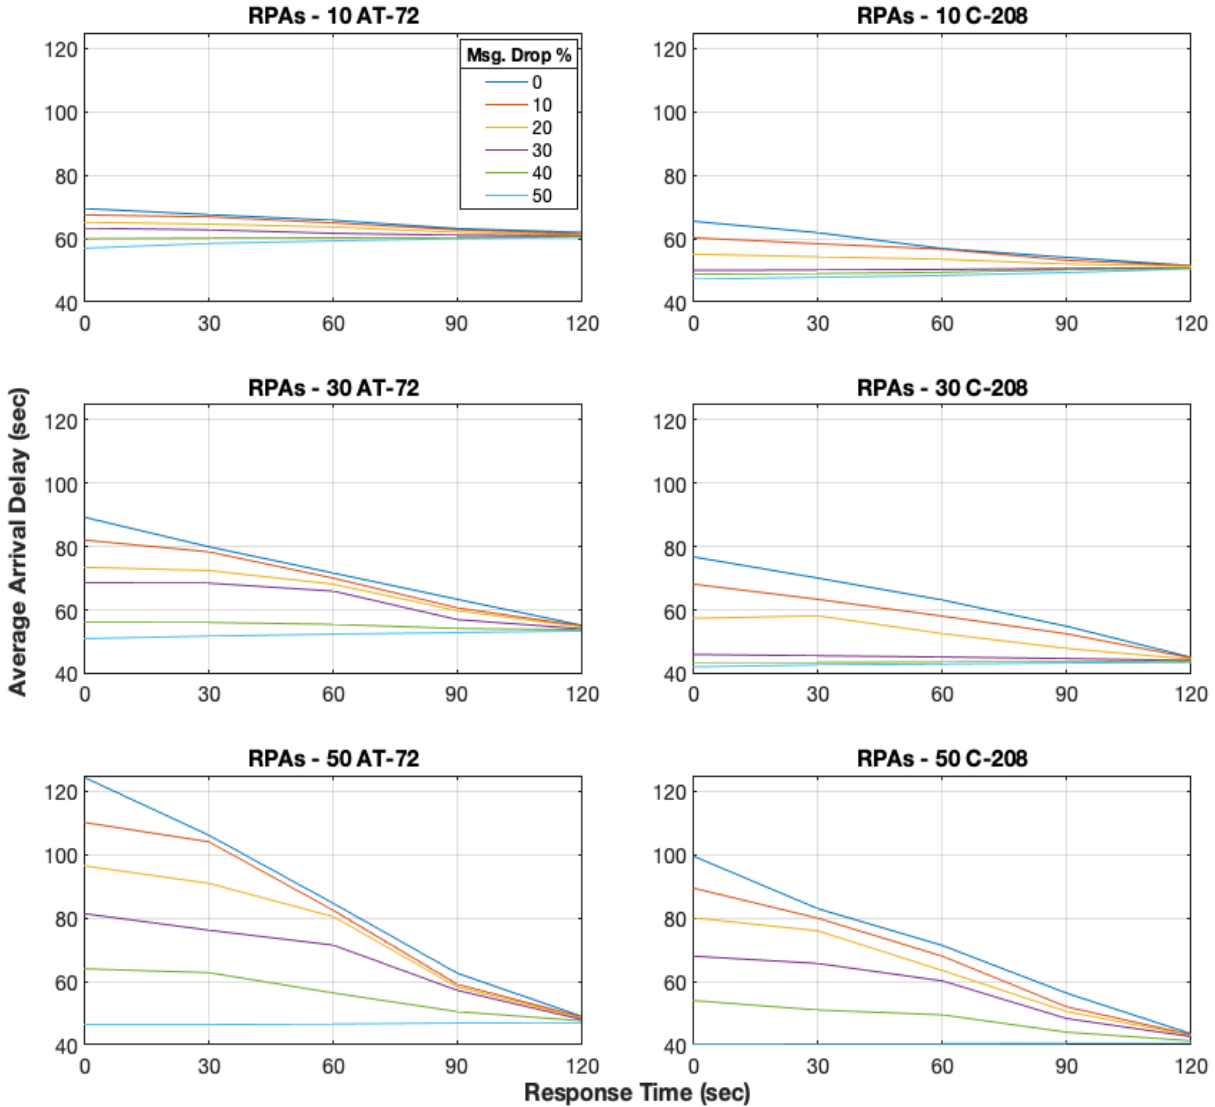 RPAs - 10 AT-72
120
100
80
60
40
0 30 60 90 120
Msg. Drop %
0
10
20
30
40
50
RPAs - 10 C-208
120
100
80
60
40
0 30 60 90 120
RPAs - 30 AT-72
120
100
80
60
40
0 30 60 90 120
RPAs - 30 C-208
120
100
80
60
40
0 30 60 90 120
RPAs - 50 AT-72
120
100
80
60
40
0 30 60 90 120
RPAs - 50 C-208
120
100
80
60
40
0 30 60 90 120
Average Arrival Delay (sec)
Response Time (sec)